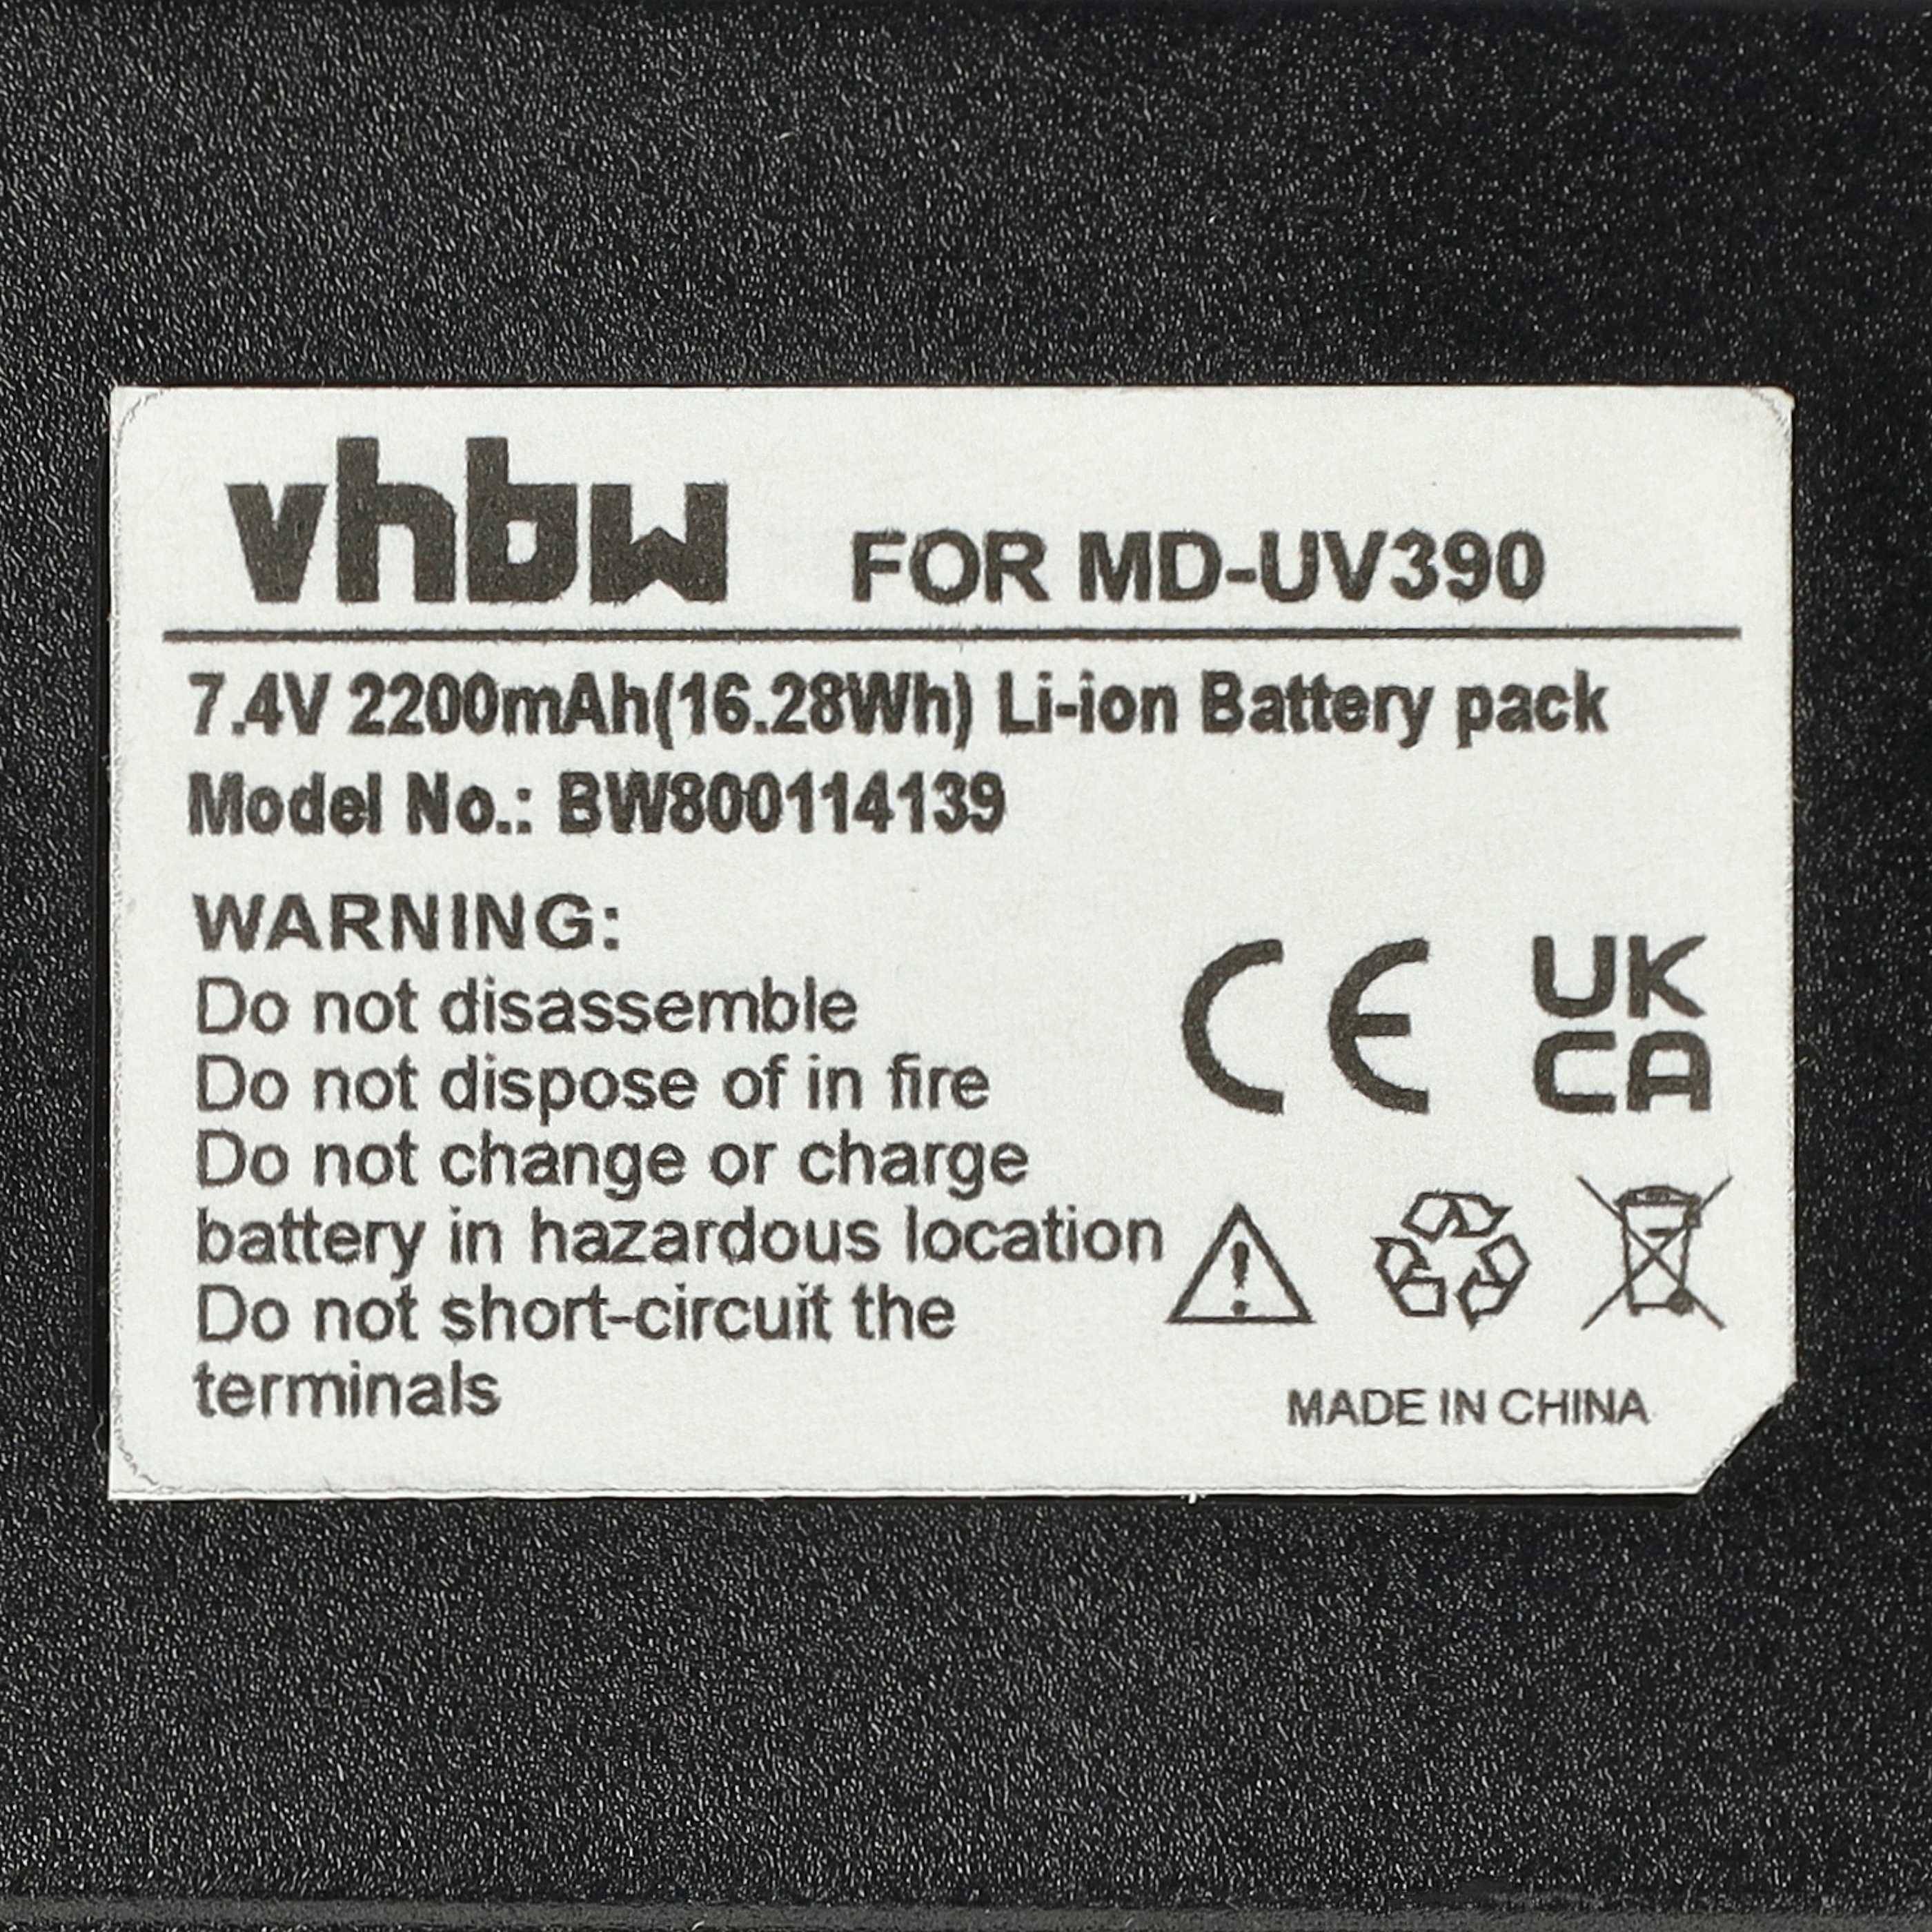 vhbw FOR MD-UV390
7.4V 2200mAh(16.28Wh) Li-ion Battery pack
Model No.: BW800114139
WARNING:
Do not disassemble
Do not dispose of in fire
Do not change or charge
battery in hazardous location
Do not short-circuit the
terminals
CE UK
CA
MADE IN CHINA